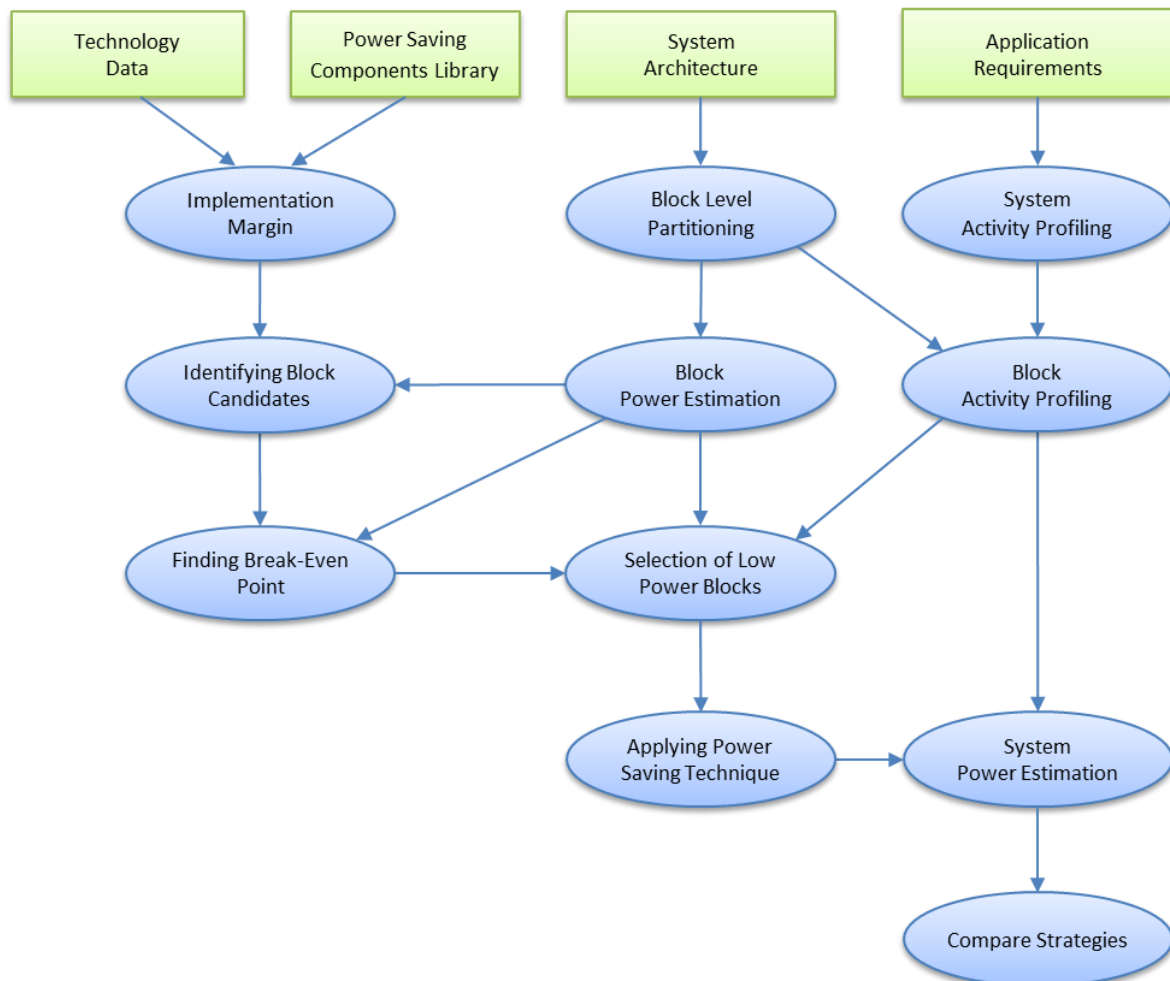 Technology
Data
Power Saving
Components Library
System
Architecture
Application
Requirements
Implementation
Margin
Block Level
Partitioning
System
Activity Profiling
Identifying Block
Candidates
Block
Power Estimation
Block
Activity Profiling
Finding Break-Even
Point
Selection of Low
Power Blocks
Applying Power
Saving Technique
System
Power Estimation
Compare Strategies